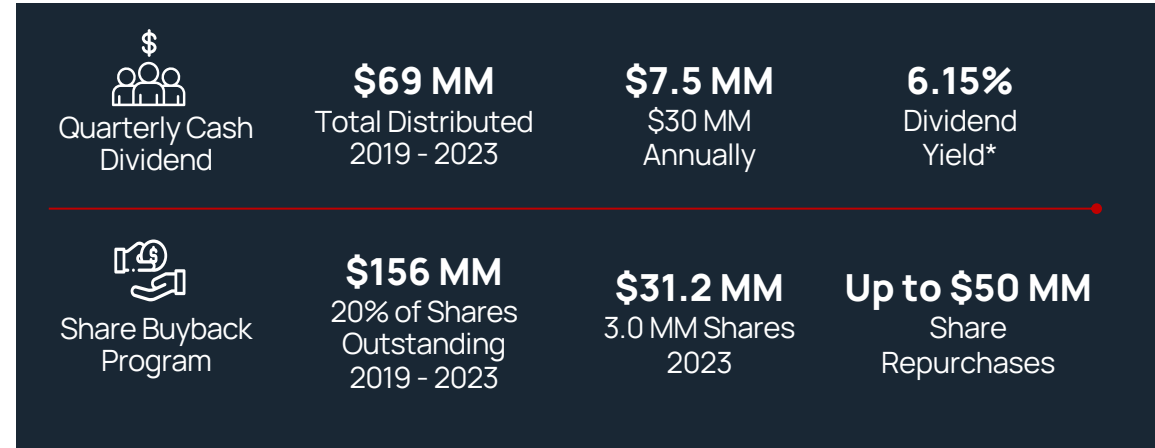 $
Quarterly Cash
Dividend
$69 MM
Total Distributed
2019 - 2023
$7.5 MM
$30 MM
Annually
6.15%
Dividend
Yield*
$
Share Buyback
Program
$156 MM
20% of Shares
Outstanding
2019 - 2023
$31.2 MM
3.0 MM Shares
2023
Up to $50 MM
Share
Repurchases